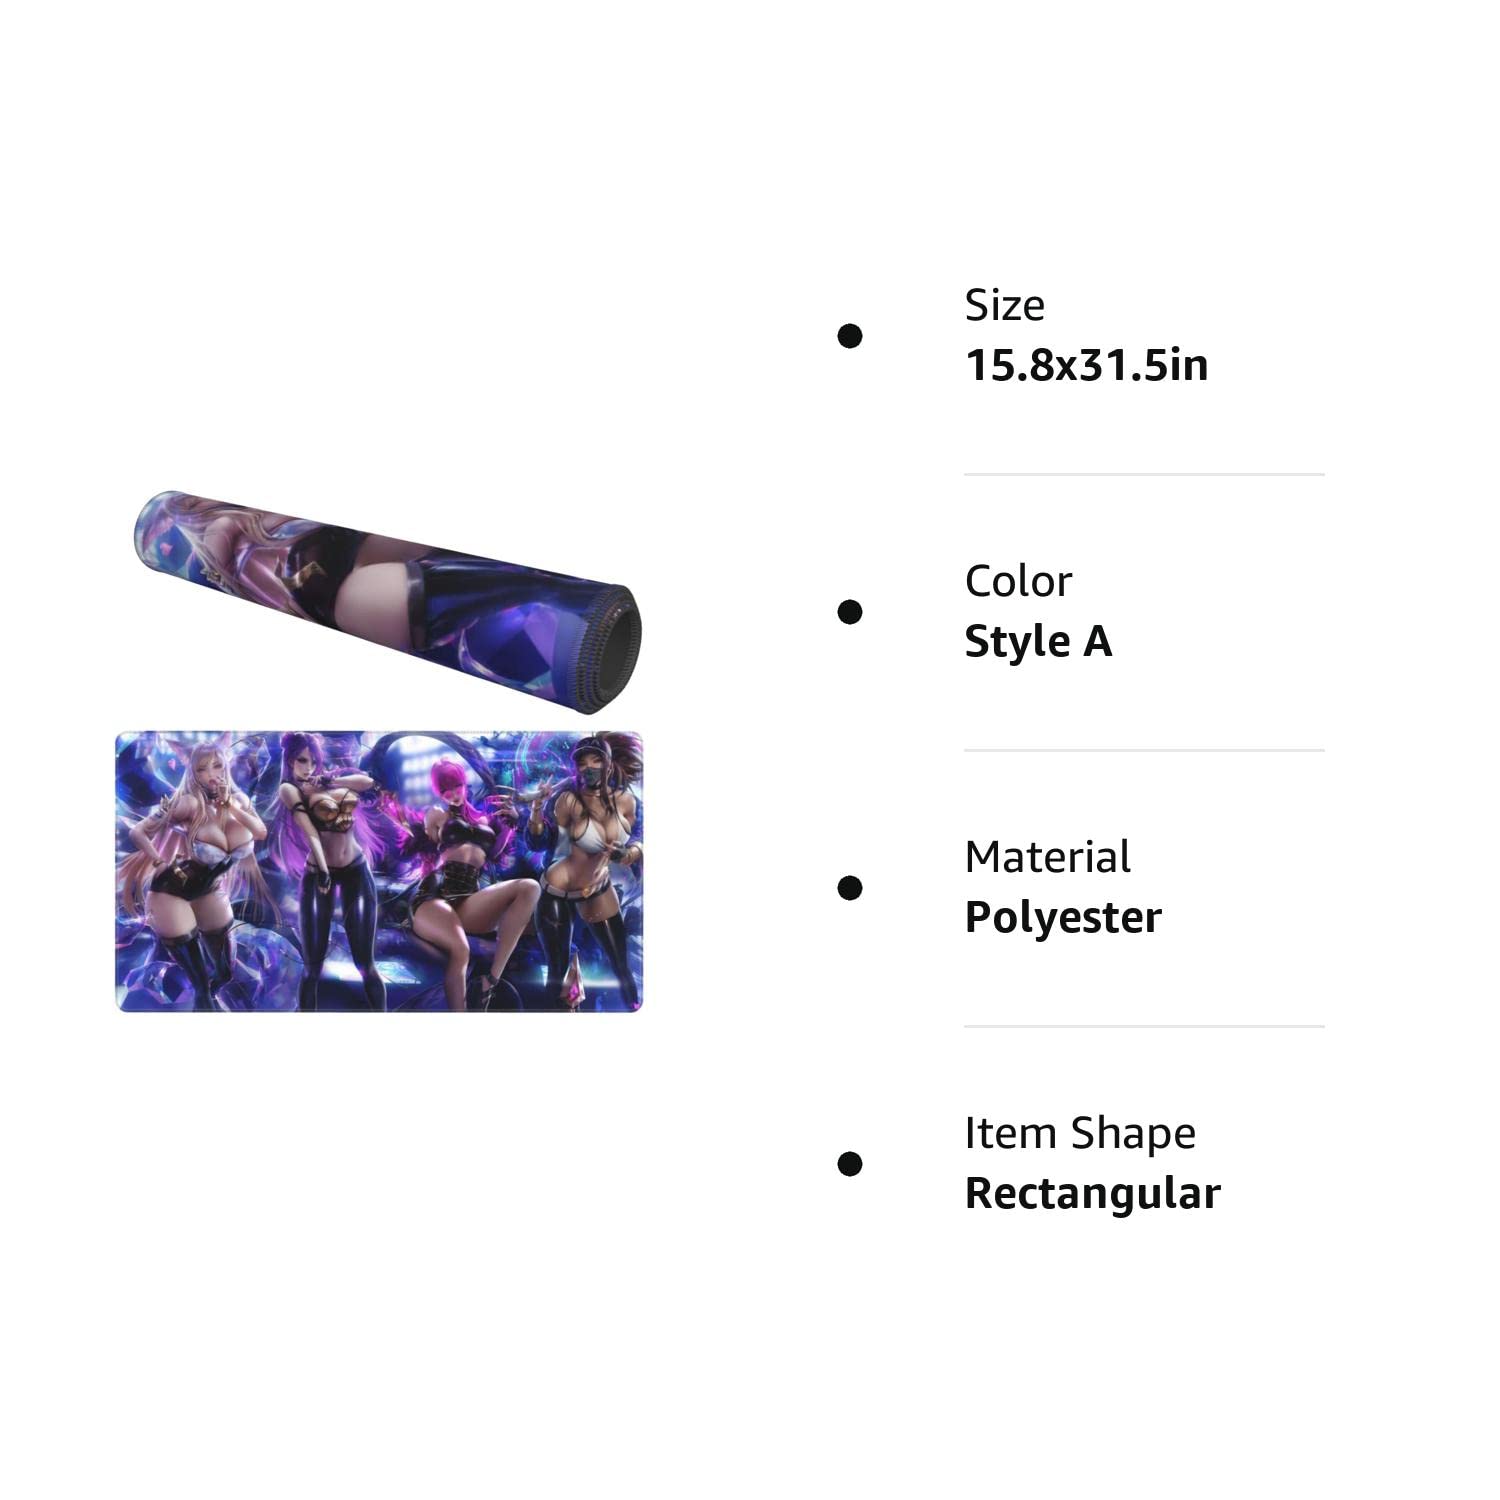 Size
15.8x31.5in
Color
Style A
Material
Polyester
Item Shape
Rectangular